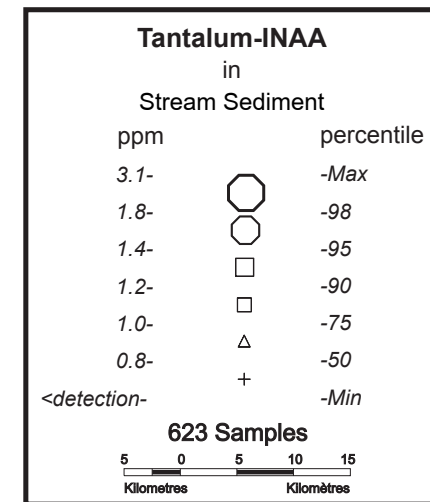 Tantalum-INAA
in
Stream Sediment
ppm percentile
3.1- -Max
1.8- -98
1.4- -95
1.2- -90
1.0- -75
0.8- -50
<detection- -Min
623 Samples
5 0 5 10 15
Kilometres Kilomètres